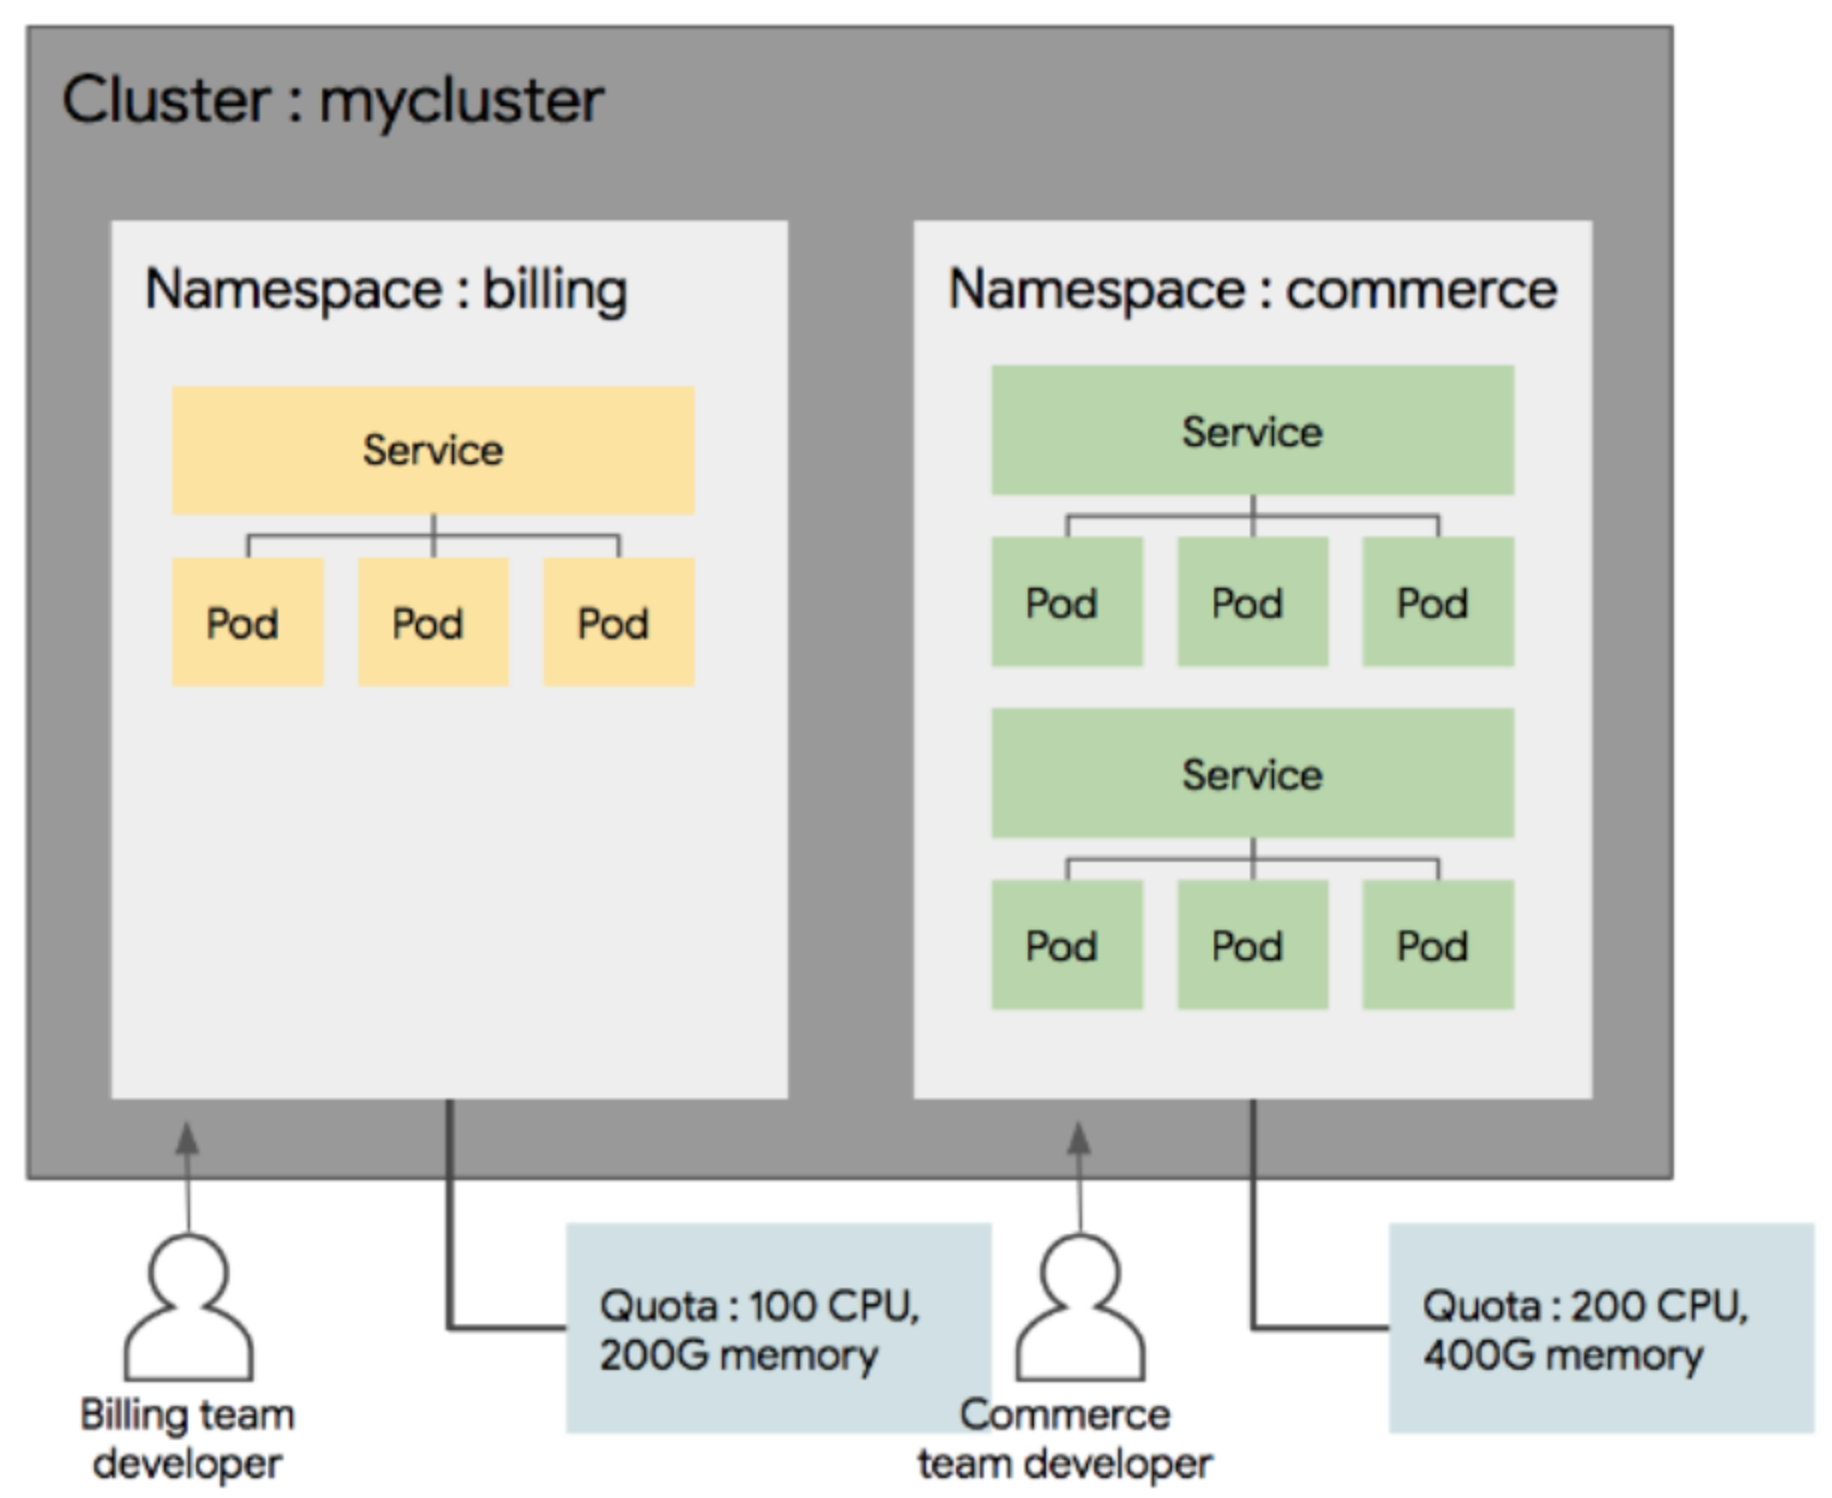 Cluster : mycluster
Namespace : billing
Service
Pod
Pod
Pod
Namespace : commerce
Service
Pod
Pod
Pod
Service
Pod
Pod
Pod
Billing team
developer
Quota : 100 CPU,
200G memory
Commerce
team developer
Quota : 200 CPU,
400G memory